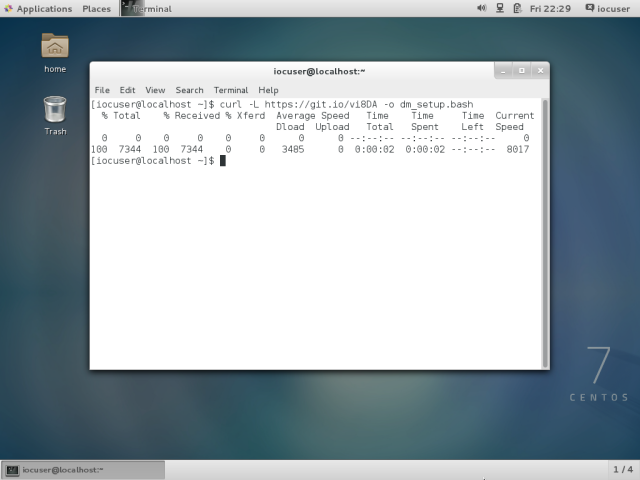 Applications Places Terminal Fri 22:29 iocuser
home
Trash
iocuser@localhost:~
File Edit View Search Terminal Help
[iocuser@localhost ~]$ curl -L https://git.io/vi8DA -o dm_setup.bash
% Total % Received % Xferd Average Speed Time Time Time Current
Dload Upload Total Spent Left Speed
0 0 0 0 0 0 0 0 --:--:-- --:--:-- --:--:-- 0
100 7344 100 7344 0 0 3485 0 0:00:02 0:00:02 --:--:-- 8017
[iocuser@localhost ~]$
7
CENTOS
iocuser@localhost:~ 1 / 4